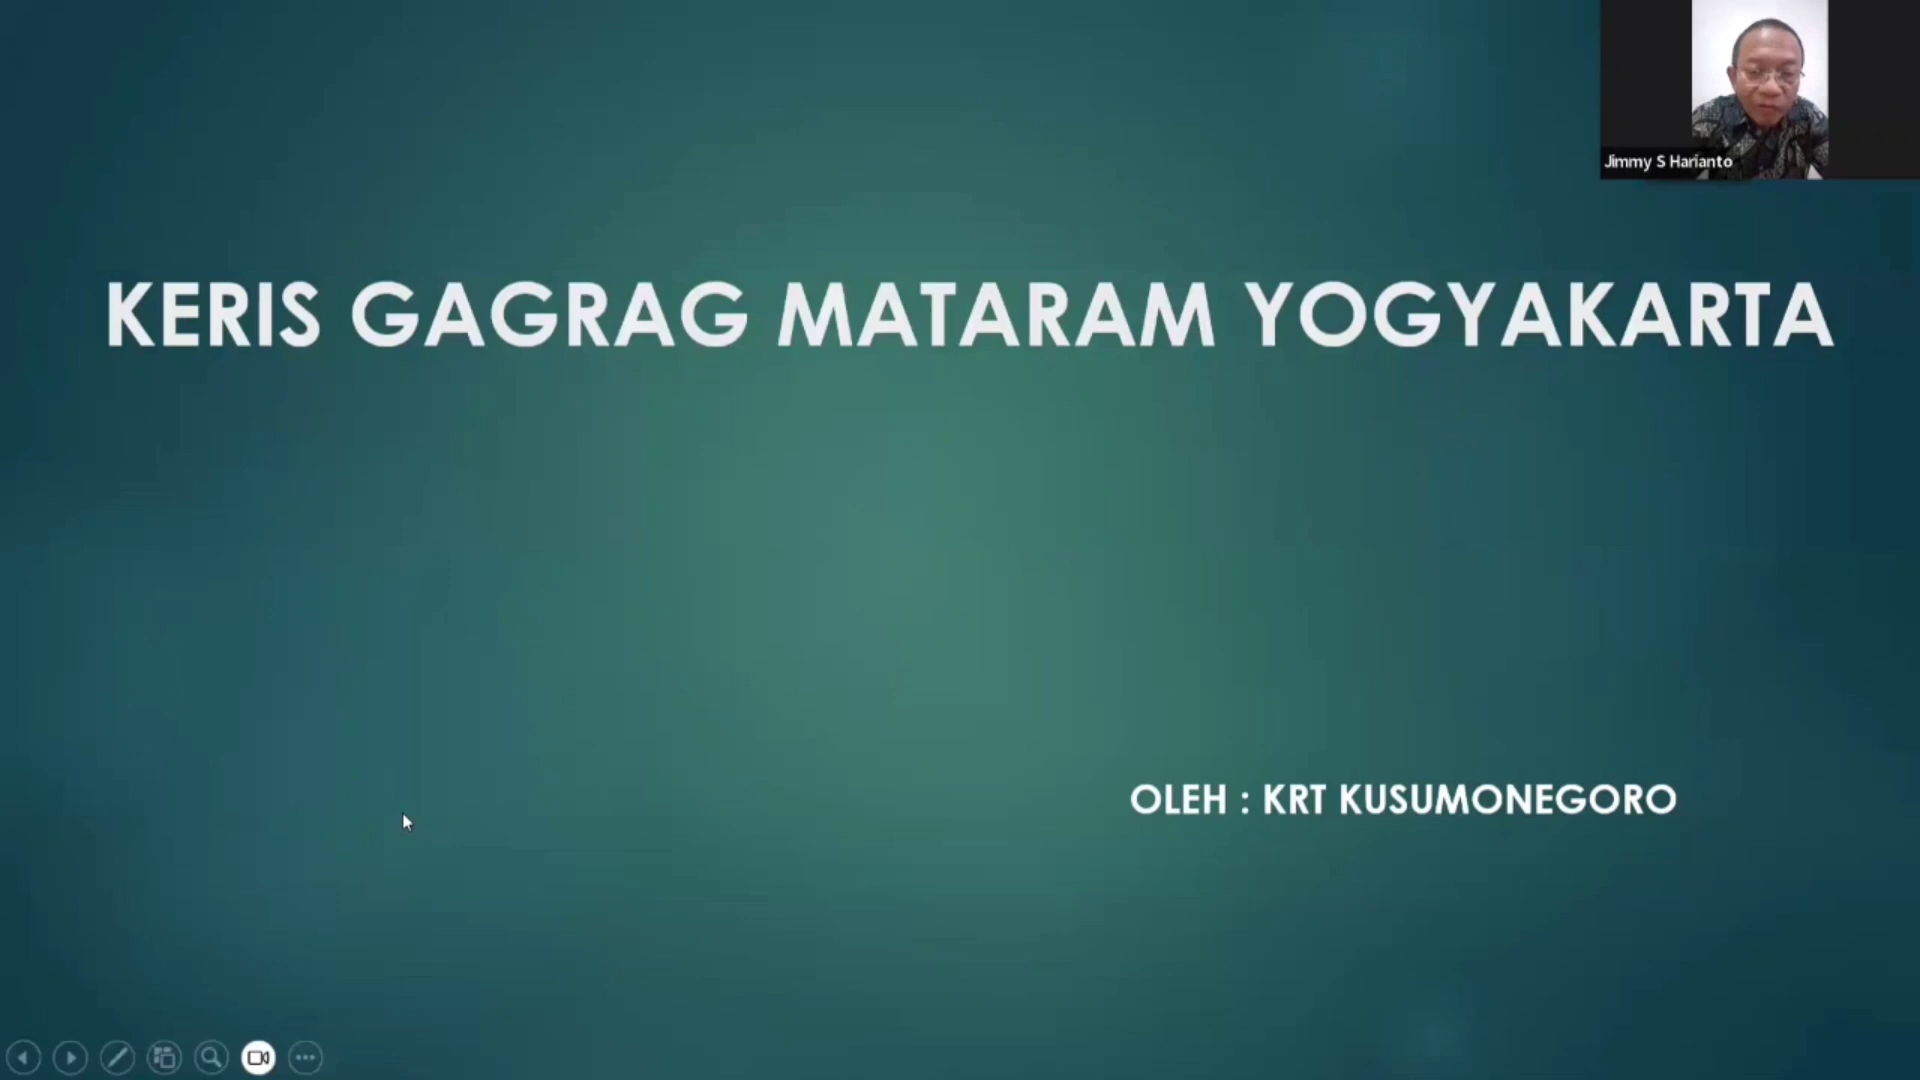 Jimmy S Harianto
KERIS GAGRAG MATARAM YOGYAKARTA
OLEH : KRT KUSUMONEGORO